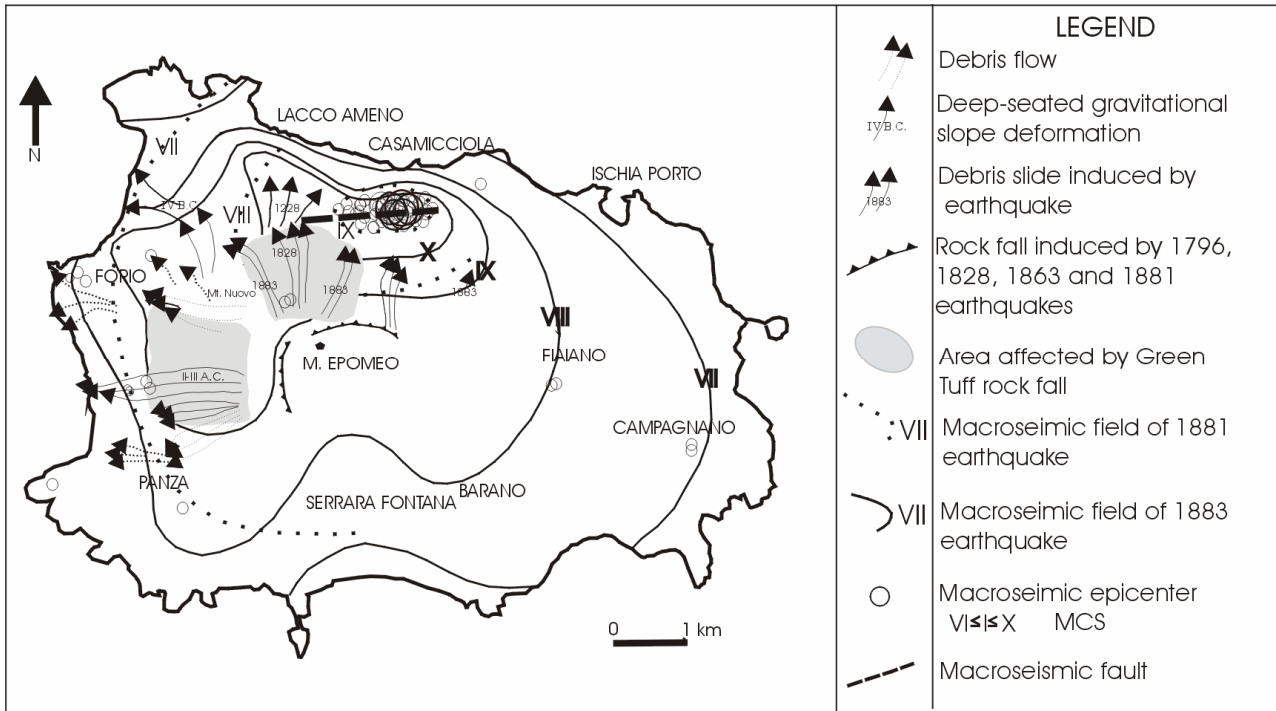 LACCO AMENO
CASAMICCIOLA
ISCHIA PORTO
N
VII
IV B.C.
VIII
1228
IX
X
IX
FORIO
1828
Mt. Nuovo
1883
1883
1883
VIII
M. EPOMEO
FIAIANO
II-III A.C.
VII
CAMPAGNANO
PANZA
SERRARA FONTANA
BARANO
0 1 km
LEGEND
Debris flow
IV B.C.
Deep-seated gravitational
slope deformation
1883
Debris slide induced by
earthquake
Rock fall induced by 1796,
1828, 1863 and 1881
earthquakes
Area affected by Green
Tuff rock fall
VII
Macroseimic field of 1881
earthquake
VII
Macroseimic field of 1883
earthquake
Macroseimic epicenter
VI≤I≤X MCS
Macroseismic fault